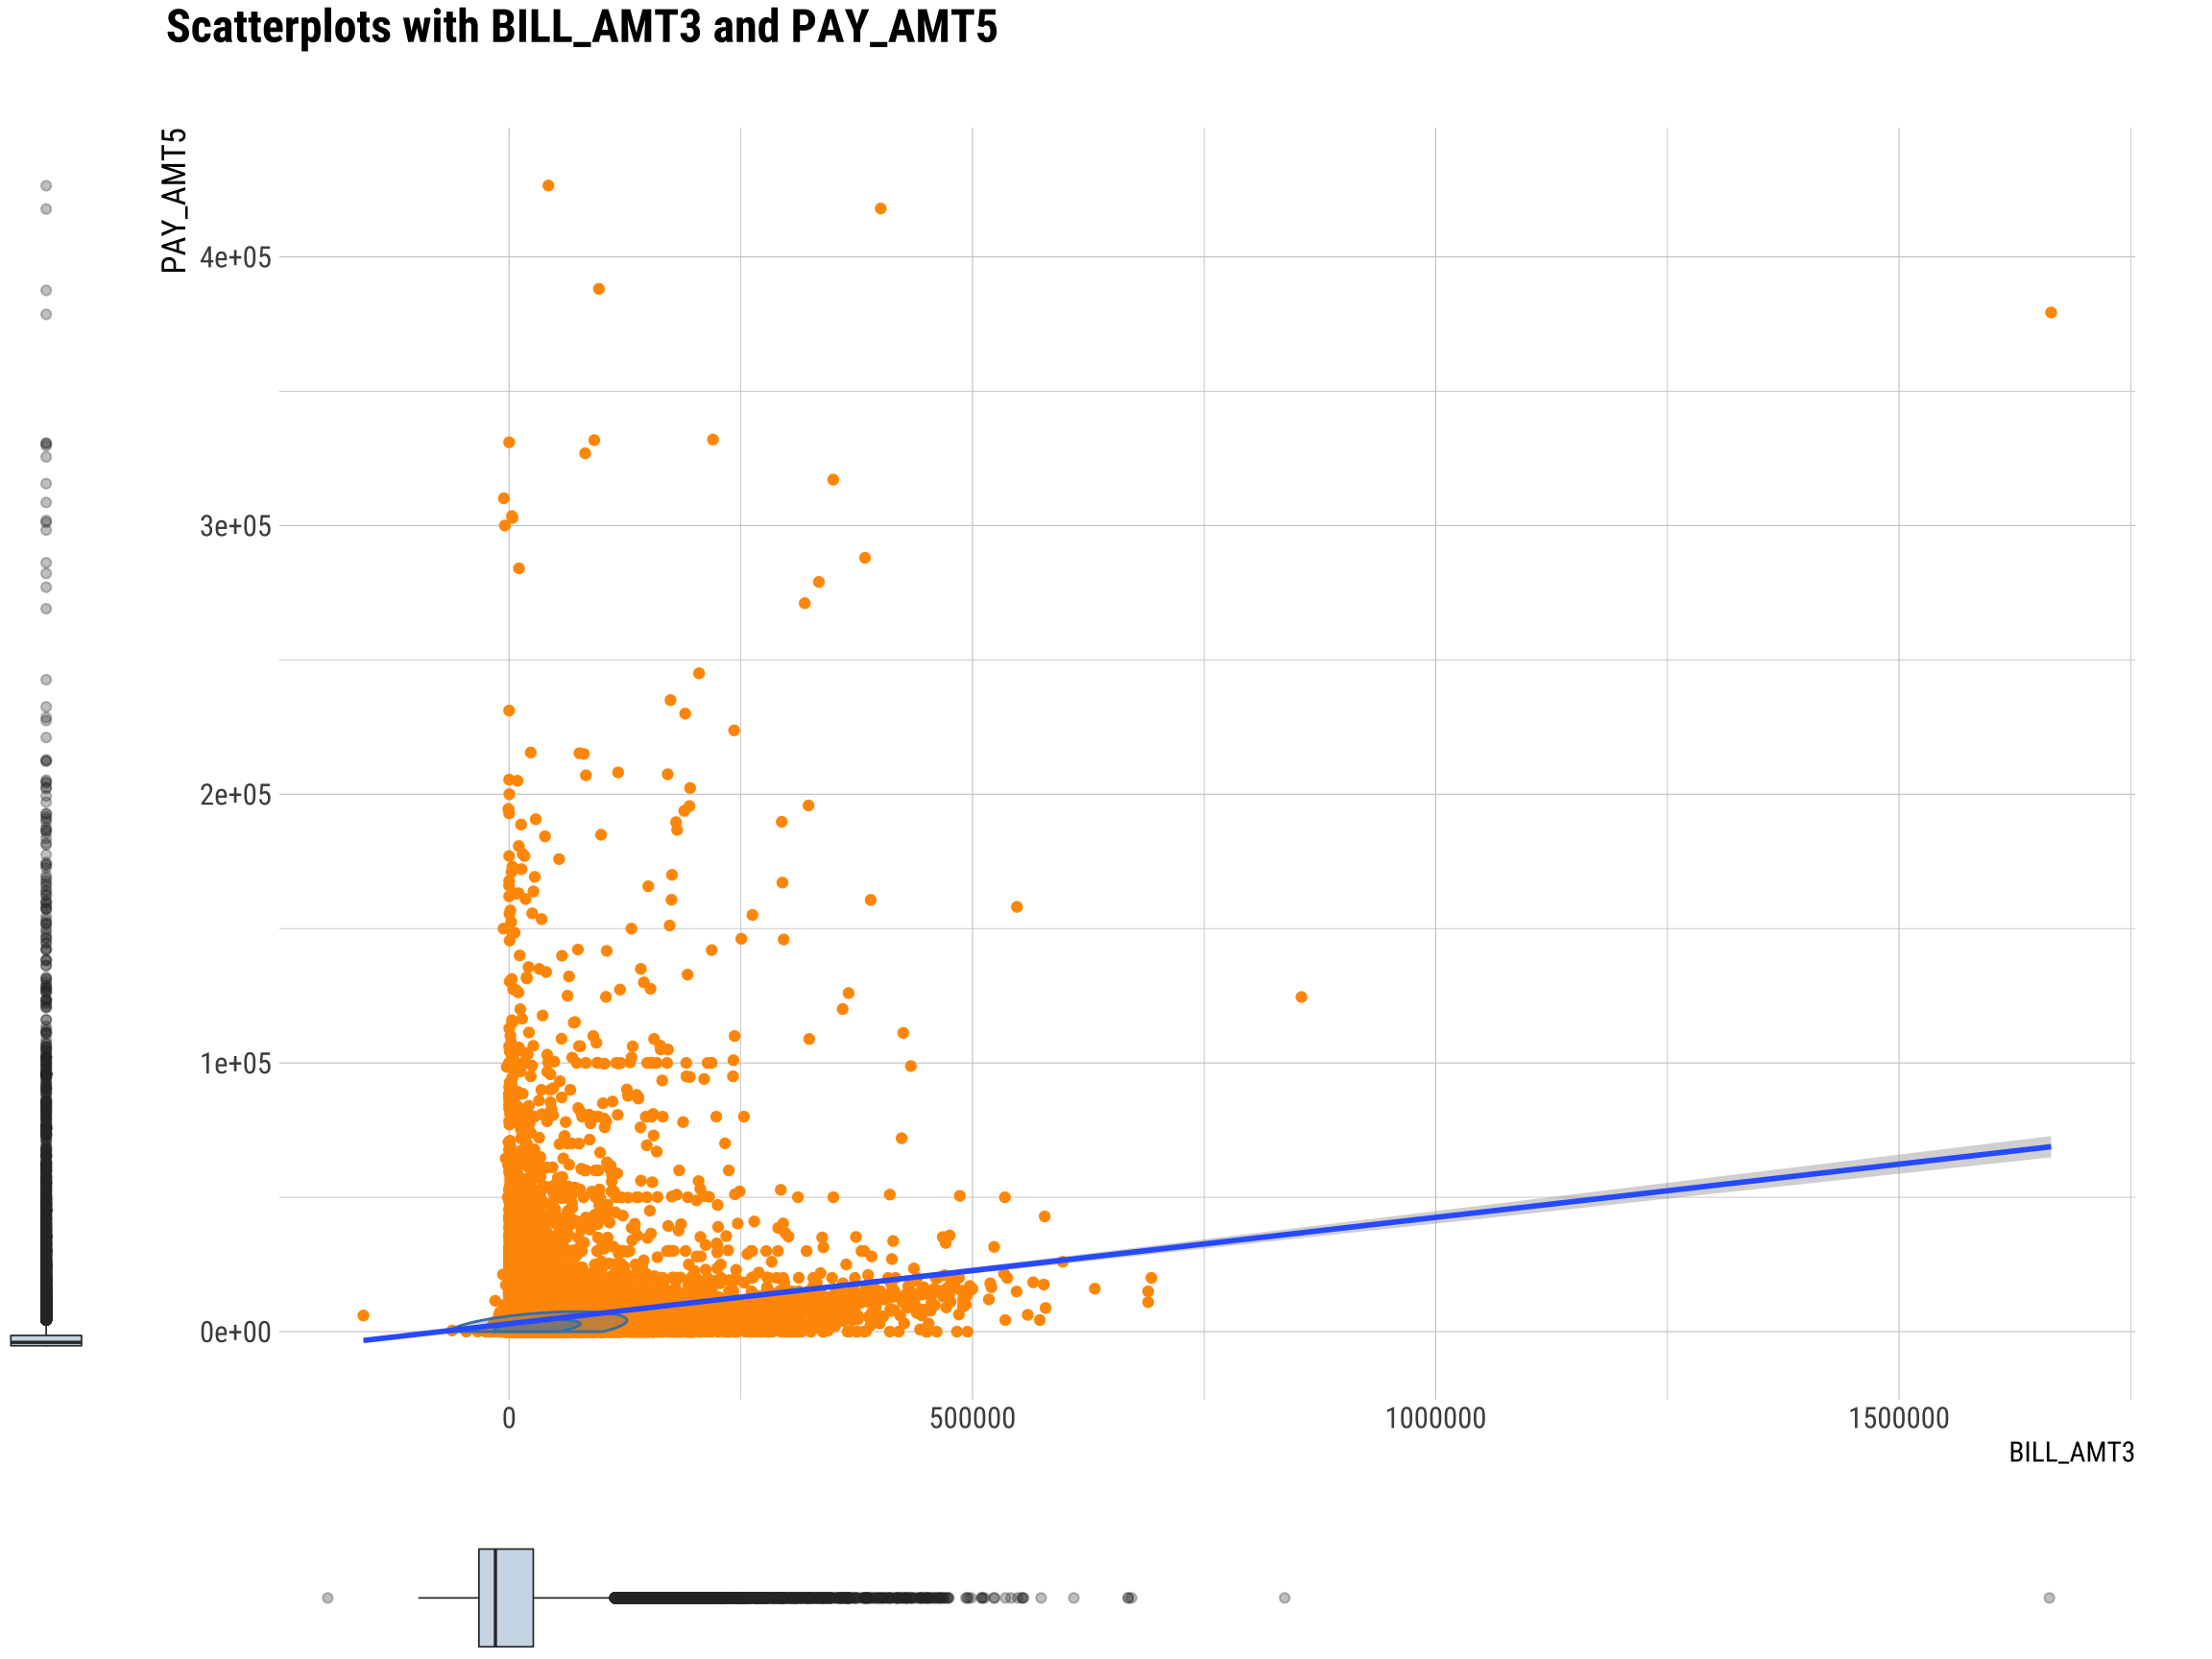 Scatterplots with BILL_AMT3 and PAY_AMT5
PAY_AMT5
4e+05
3e+05
2e+05
1e+05
0e+00
0 500000 1000000 1500000
BILL_AMT3